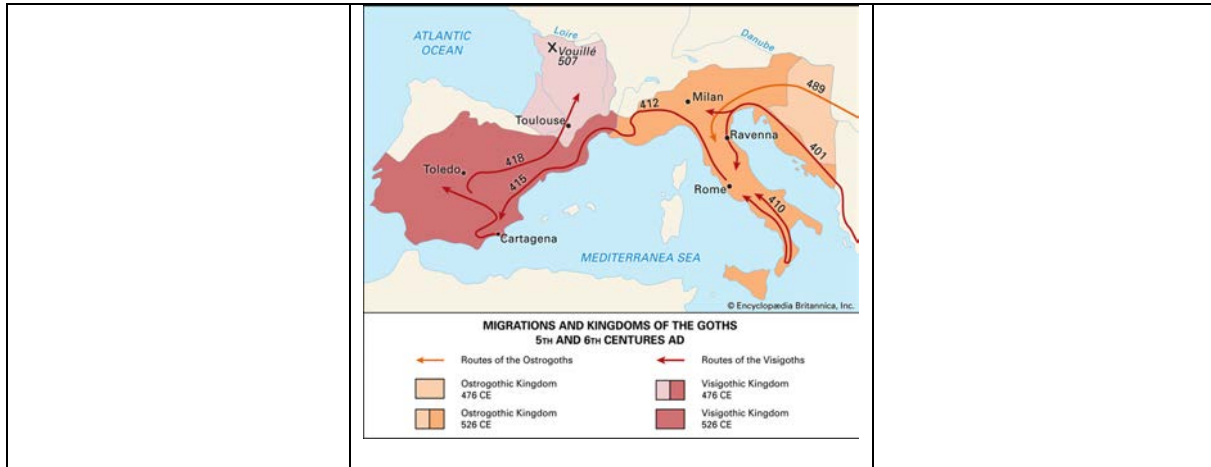 ATLANTIC
OCEAN
Loire
Vouillé
507
Danube
489
Milan
412
Toulouse
Ravenna
401
418
Toledo
415
Rome
410
Cartagena
MEDITERRANEA SEA
© Encyclopædia Britannica, Inc.
MIGRATIONS AND KINGDOMS OF THE GOTHS
5TH AND 6TH CENTURES AD
Routes of the Ostrogoths
Routes of the Visigoths
Ostrogothic Kingdom
476 CE
Visigothic Kingdom
476 CE
Ostrogothic Kingdom
526 CE
Visigothic Kingdom
526 CE